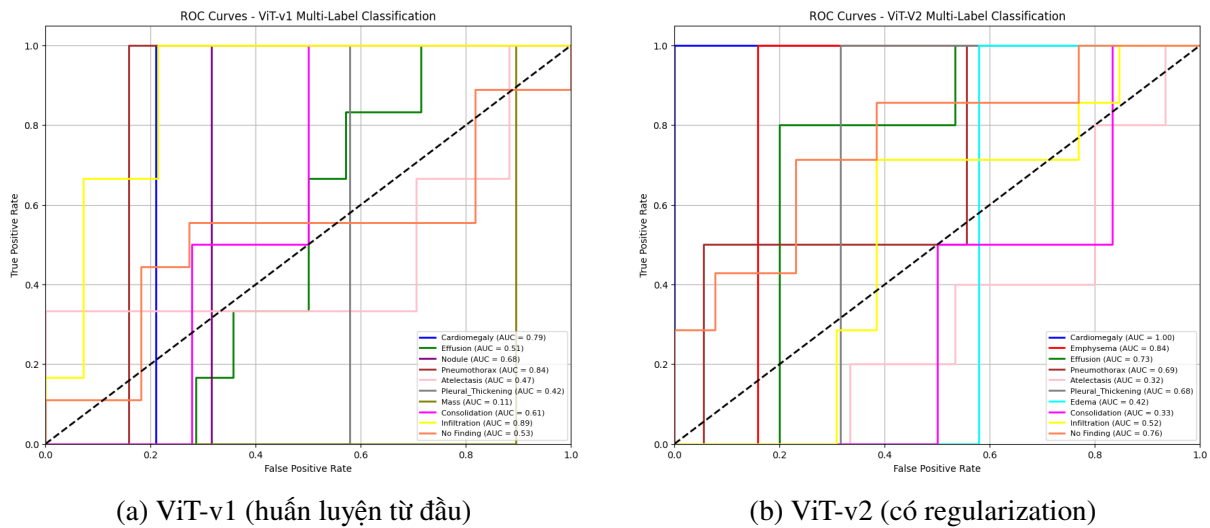 ROC Curves - ViT-v1 Multi-Label Classification
1.0
0.8
0.6
0.4
0.2
0.0
True Positive Rate
0.0 0.2 0.4 0.6 0.8 1.0
False Positive Rate
Cardiomegaly (AUC = 0.79)
Effusion (AUC = 0.51)
Nodule (AUC = 0.68)
Pneumothorax (AUC = 0.84)
Atelectasis (AUC = 0.47)
Pleural_Thickening (AUC = 0.42)
Mass (AUC = 0.11)
Consolidation (AUC = 0.61)
Infiltration (AUC = 0.89)
No Finding (AUC = 0.53)
(a) ViT-v1 (huấn luyện từ đầu)
ROC Curves - ViT-V2 Multi-Label Classification
1.0
0.8
0.6
0.4
0.2
0.0
True Positive Rate
0.0 0.2 0.4 0.6 0.8 1.0
False Positive Rate
Cardiomegaly (AUC = 1.00)
Emphysema (AUC = 0.84)
Effusion (AUC = 0.73)
Pneumothorax (AUC = 0.69)
Atelectasis (AUC = 0.32)
Pleural_Thickening (AUC = 0.68)
Edema (AUC = 0.42)
Consolidation (AUC = 0.33)
Infiltration (AUC = 0.52)
No Finding (AUC = 0.76)
(b) ViT-v2 (có regularization)